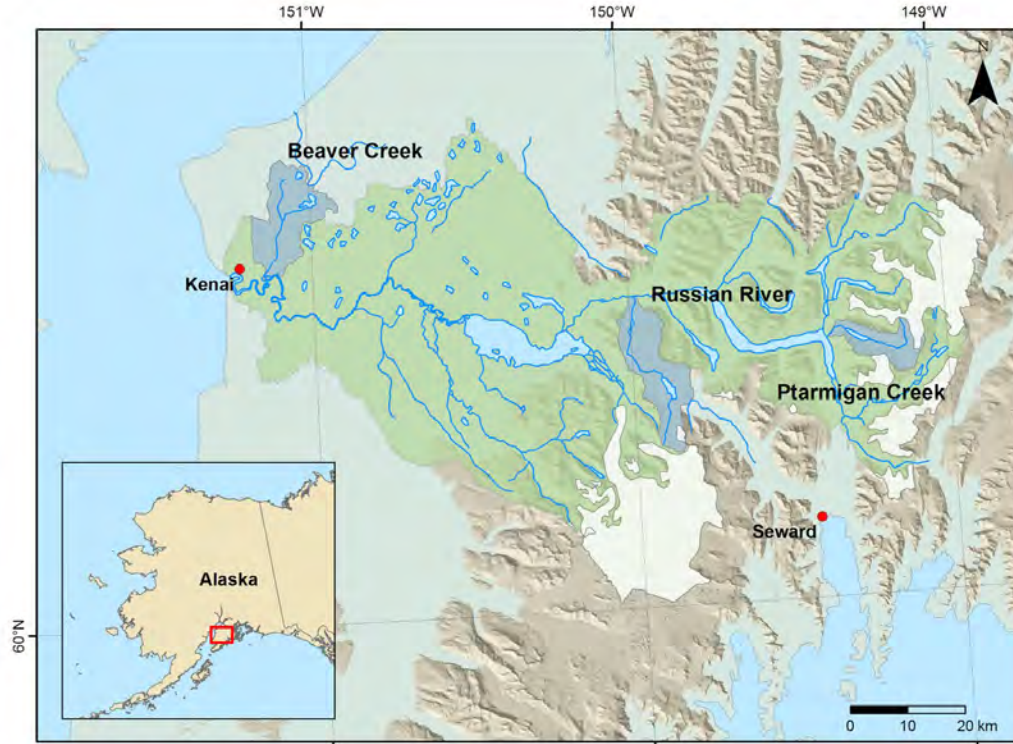 151°W
150°W
149°W
N
Beaver Creek
Kenai
Russian River
Ptarmigan Creek
Seward
Alaska
60°N
0
10
20 km